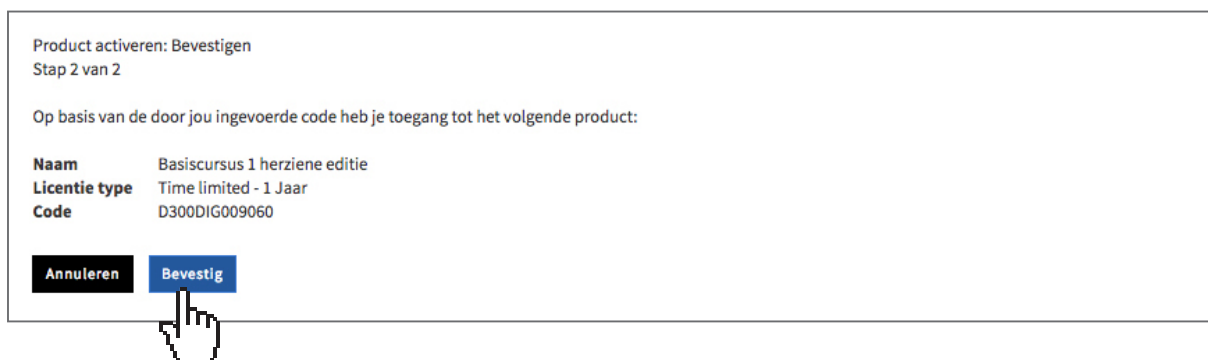 Product activeren: Bevestigen
Stap 2 van 2
Op basis van de door jou ingevoerde code heb je toegang tot het volgende product:
Naam Basiscursus 1 herziene editie
Licentie type Time limited - 1 Jaar
Code D300DIG009060
Annuleren Bevestig